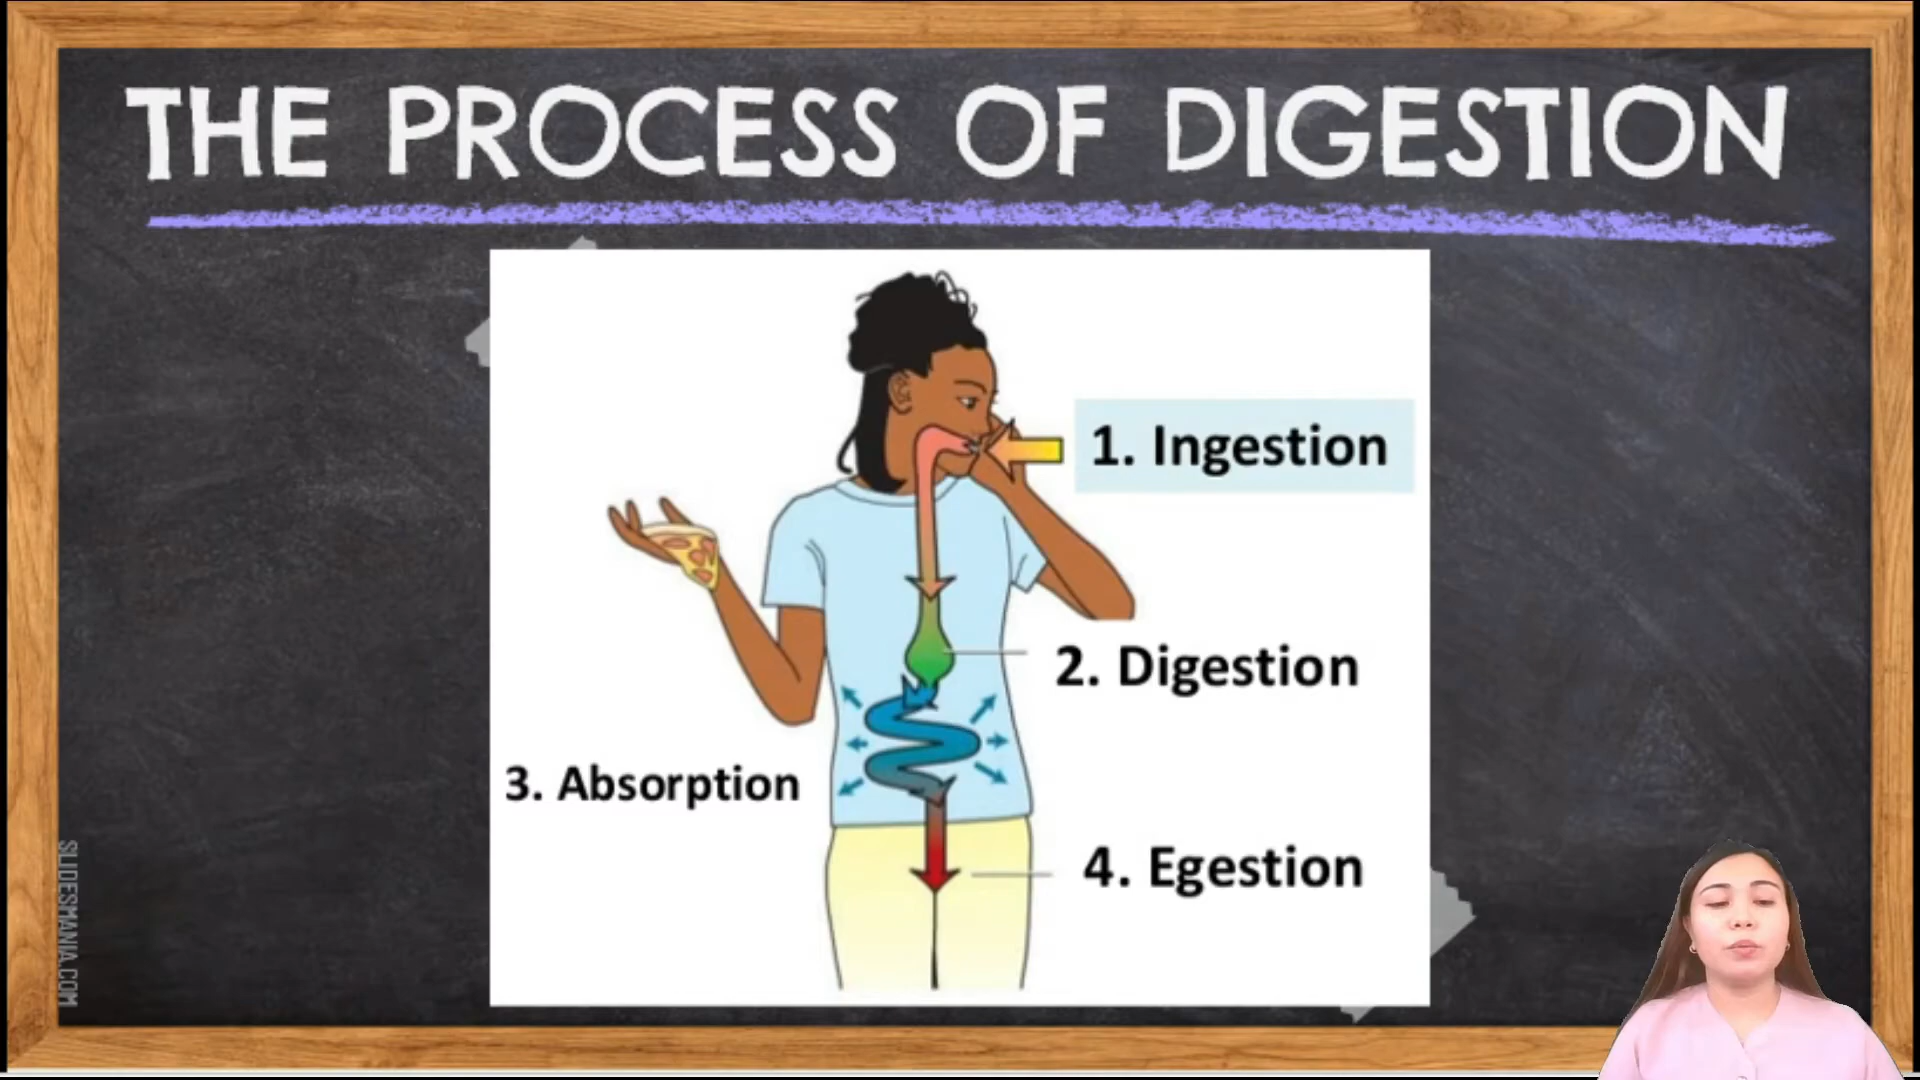 THE PROCESS OF DIGESTION
1. Ingestion
2. Digestion
3. Absorption
4. Egestion
SLIDESMANIA.COM